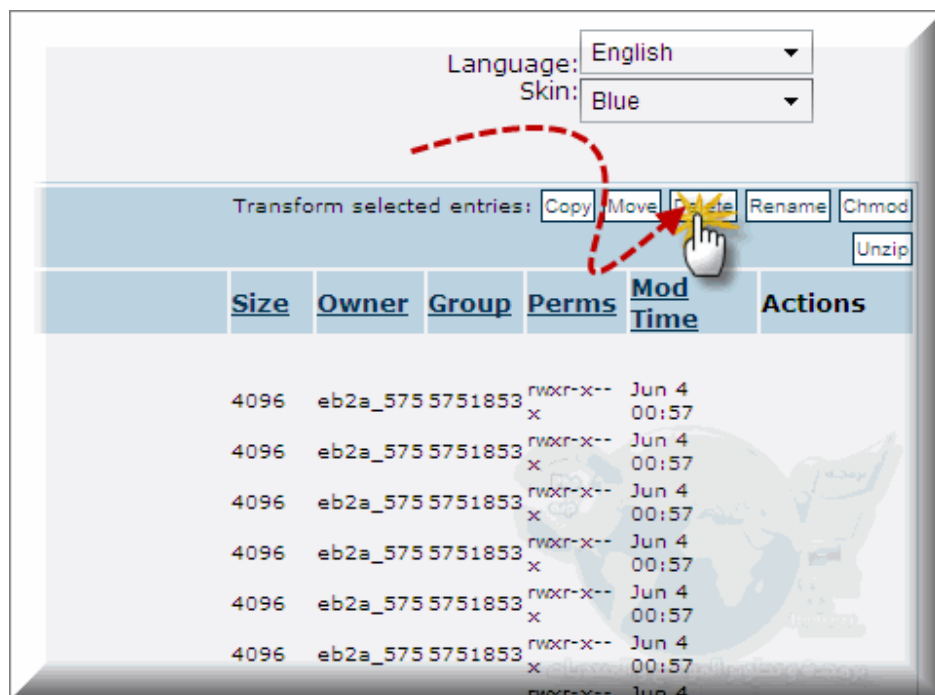 Language: English
Skin: Blue
Transform selected entries: Copy Move Delete Rename Chmod
Unzip
Size Owner Group Perms Mod Time Actions
4096 eb2a_575 5751853 rwxr-x-- Jun 4
x 00:57
4096 eb2a_575 5751853 rwxr-x-- Jun 4
x 00:57
4096 eb2a_575 5751853 rwxr-x-- Jun 4
x 00:57
4096 eb2a_575 5751853 rwxr-x-- Jun 4
x 00:57
4096 eb2a_575 5751853 rwxr-x-- Jun 4
x 00:57
4096 eb2a_575 5751853 rwxr-x-- Jun 4
x 00:57
rwxr-x-- Jun 4